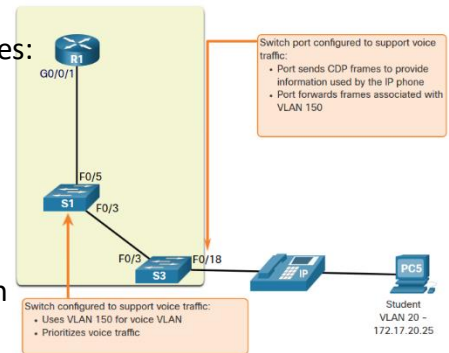 es:
R1
G0/0/1
Switch port configured to support voice
traffic:
• Port sends CDP frames to provide
information used by the IP phone
• Port forwards frames associated with
VLAN 150
F0/5
S1
F0/3
F0/3
F0/18
S3
IP
PC5
Student
VLAN 20 –
172.17.20.25
n
Switch configured to support voice traffic:
• Uses VLAN 150 for voice VLAN
• Prioritizes voice traffic